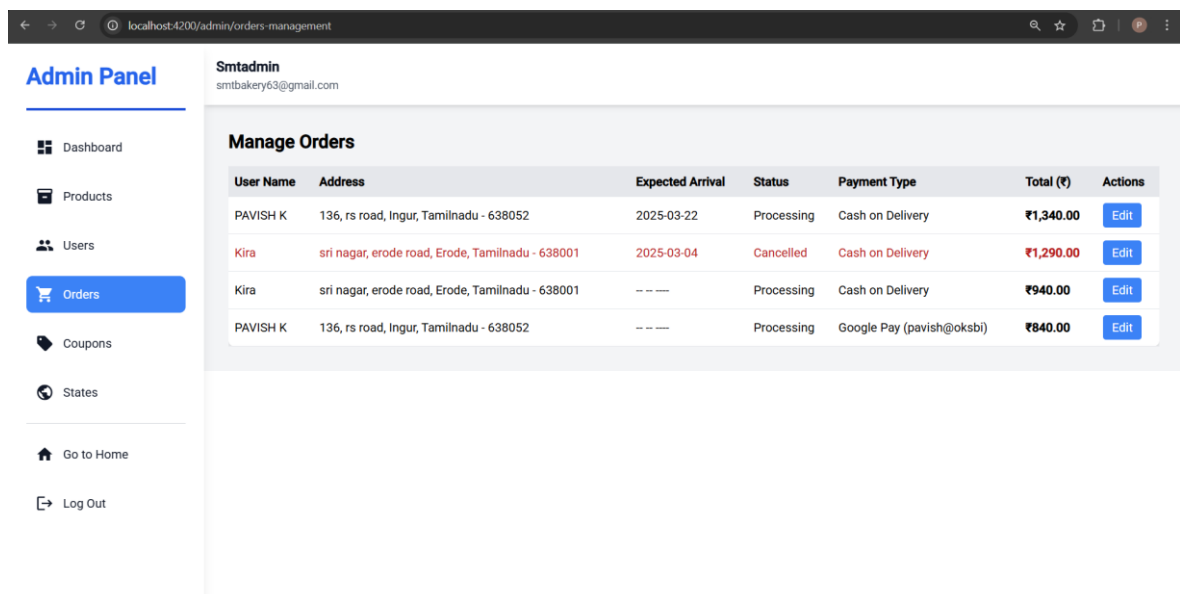 localhost:4200/admin/orders-management
P
Admin Panel
Smtadmin
smtbakery63@gmail.com
Dashboard
Products
Users
Orders
Coupons
States
Go to Home
Log Out
Manage Orders
User Name Address Expected Arrival Status Payment Type Total (₹) Actions
PAVISH K 136, rs road, Ingur, Tamilnadu - 638052 2025-03-22 Processing Cash on Delivery ₹1,340.00 Edit
Kira sri nagar, erode road, Erode, Tamilnadu - 638001 2025-03-04 Cancelled Cash on Delivery ₹1,290.00 Edit
Kira sri nagar, erode road, Erode, Tamilnadu - 638001 -- -- ---- Processing Cash on Delivery ₹940.00 Edit
PAVISH K 136, rs road, Ingur, Tamilnadu - 638052 -- -- ---- Processing Google Pay (pavish@oksbi) ₹840.00 Edit